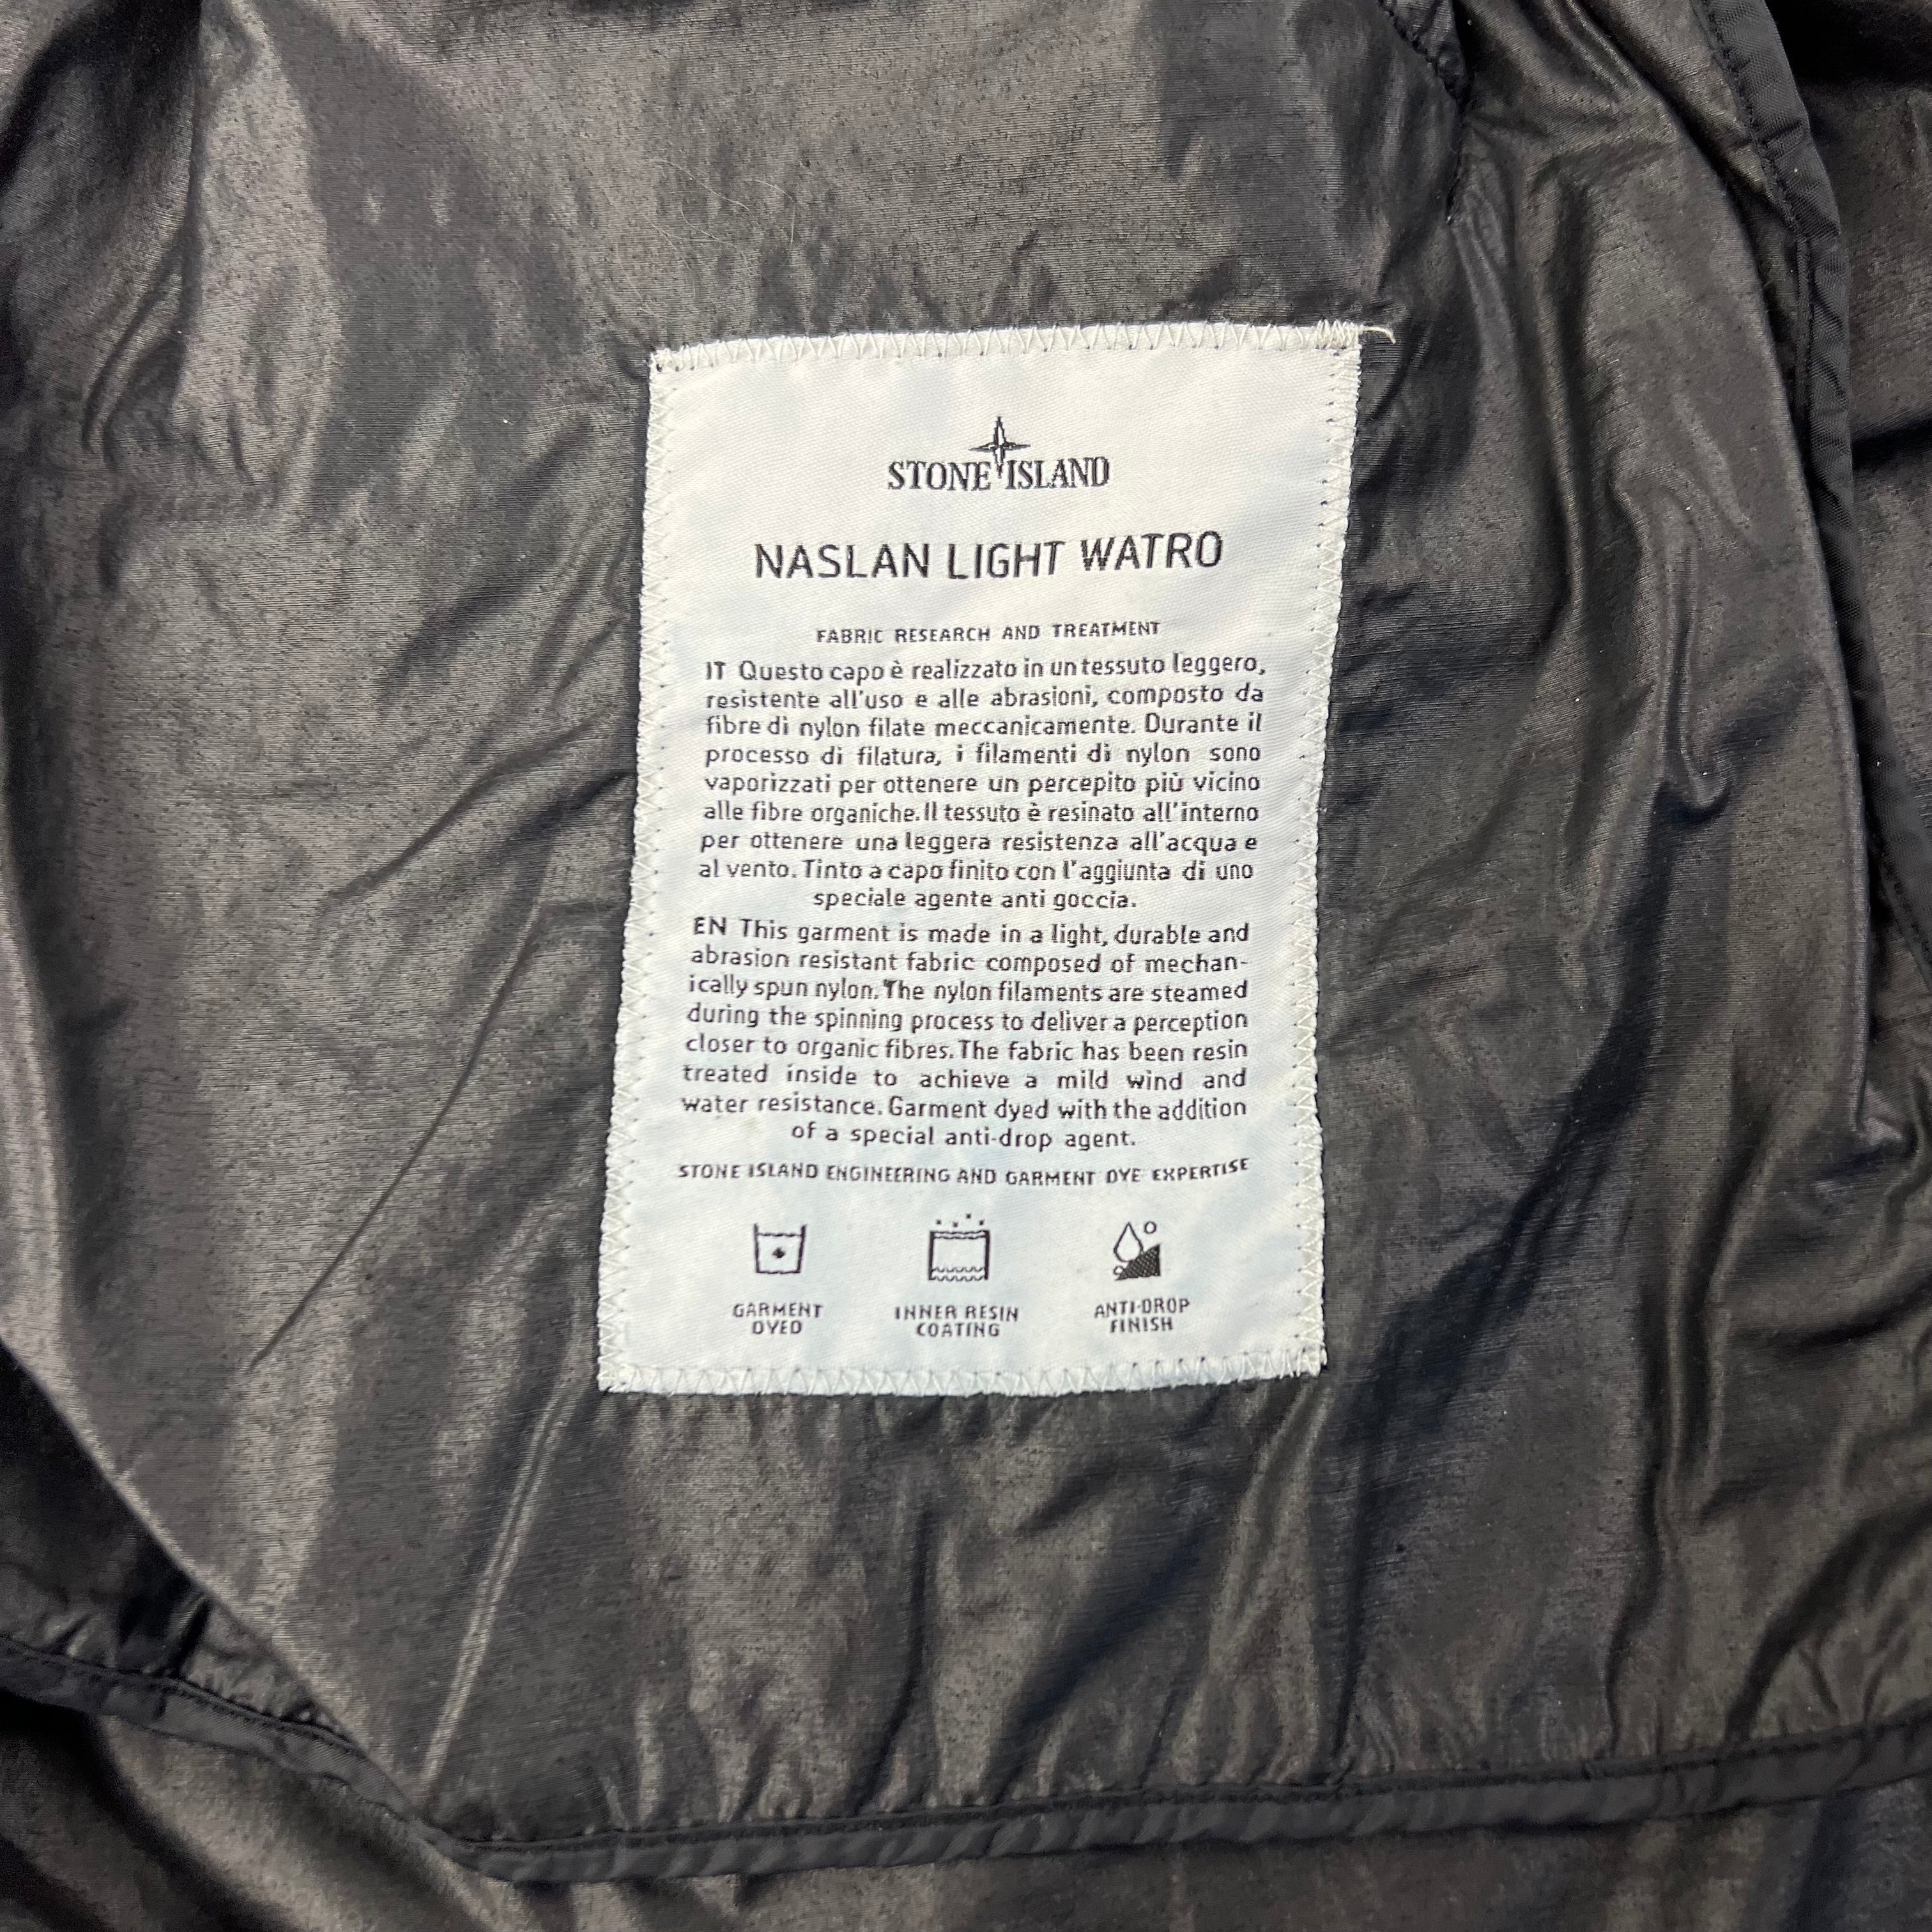 STONE ISLAND
NASLAN LIGHT WATRO
FABRIC RESEARCH AND TREATMENT
IT Questo capo è realizzato in un tessuto leggero,
resistente all'uso e alle abrasioni, composto da
fibre di nylon filate meccanicamente. Durante il
processo di filatura, i filamenti di nylon sono
vaporizzati per ottenere un percepito più vicino
alle fibre organiche. Il tessuto è resinato all'interno
per ottenere una leggera resistenza all'acqua e
al vento. Tinto a capo finito con l'aggiunta di uno
speciale agente anti goccia.
EN This garment is made in a light, durable and
abrasion resistant fabric composed of mechan-
ically spun nylon. The nylon filaments are steamed
during the spinning process to deliver a perception
closer to organic fibres. The fabric has been resin
treated inside to achieve a mild wind and
water resistance. Garment dyed with the addition
of a special anti-drop agent.
STONE ISLAND ENGINEERING AND GARMENT DYE EXPERTISE
GARMENT
DYED
INNER RESIN
COATING
ANTI-DROP
FINISH